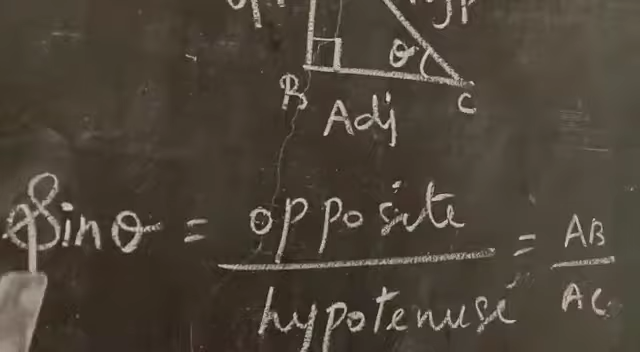 θ
B
C
Adj
Sinθ = opposite / hypotenuse = AB / AC